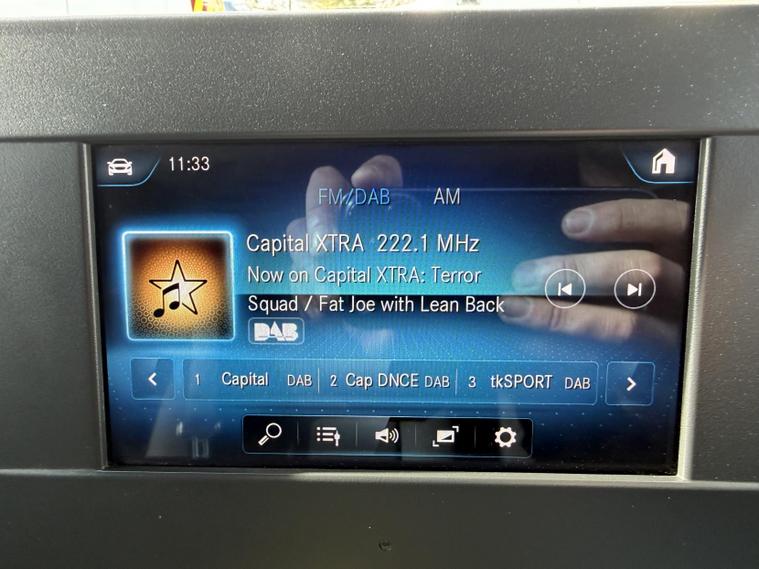 11:33
FM/DAB AM
Capital XTRA 222.1 MHz
Now on Capital XTRA: Terror
Squad / Fat Joe with Lean Back
DAB
1 Capital DAB 2 Cap DNCE DAB 3 tkSPORT DAB